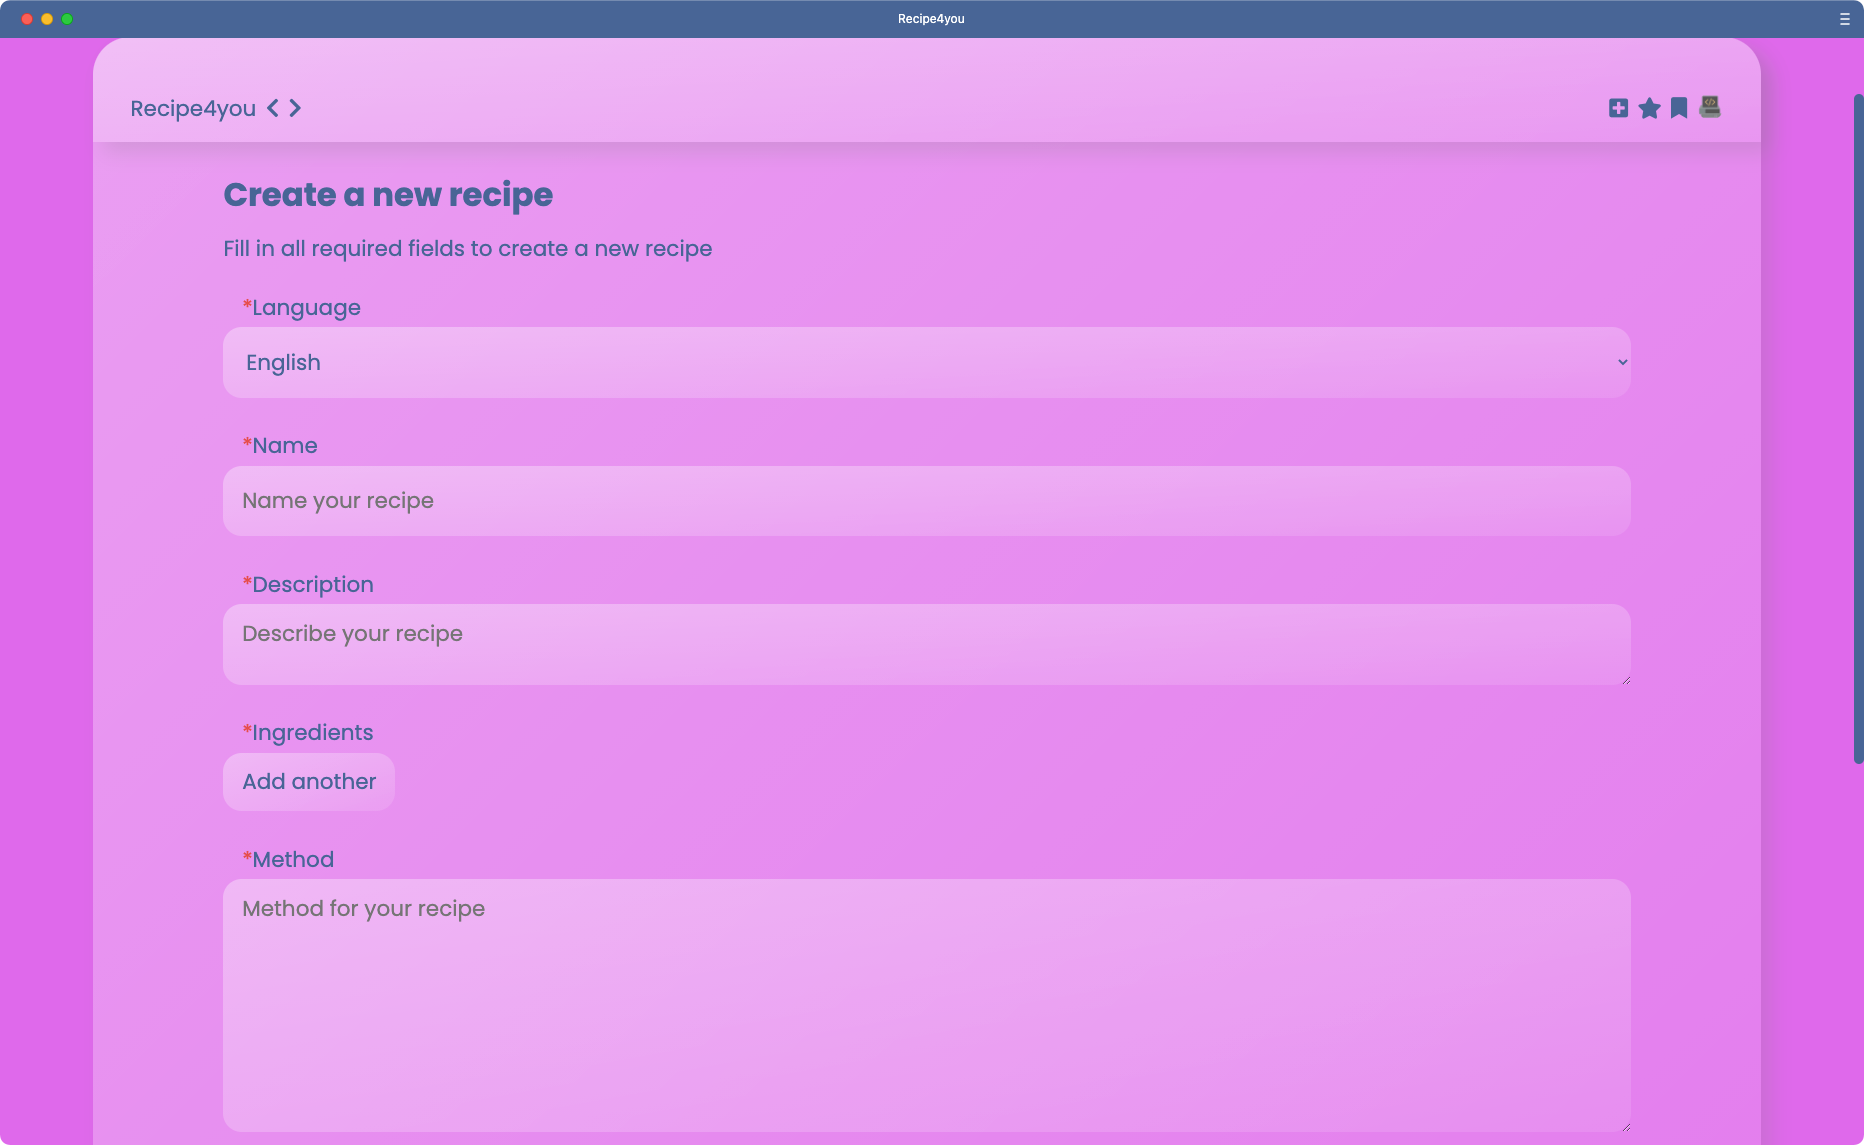 Recipe4you
Recipe4you
Create a new recipe
Fill in all required fields to create a new recipe
*Language
English
*Name
Name your recipe
*Description
Describe your recipe
*Ingredients
Add another
*Method
Method for your recipe